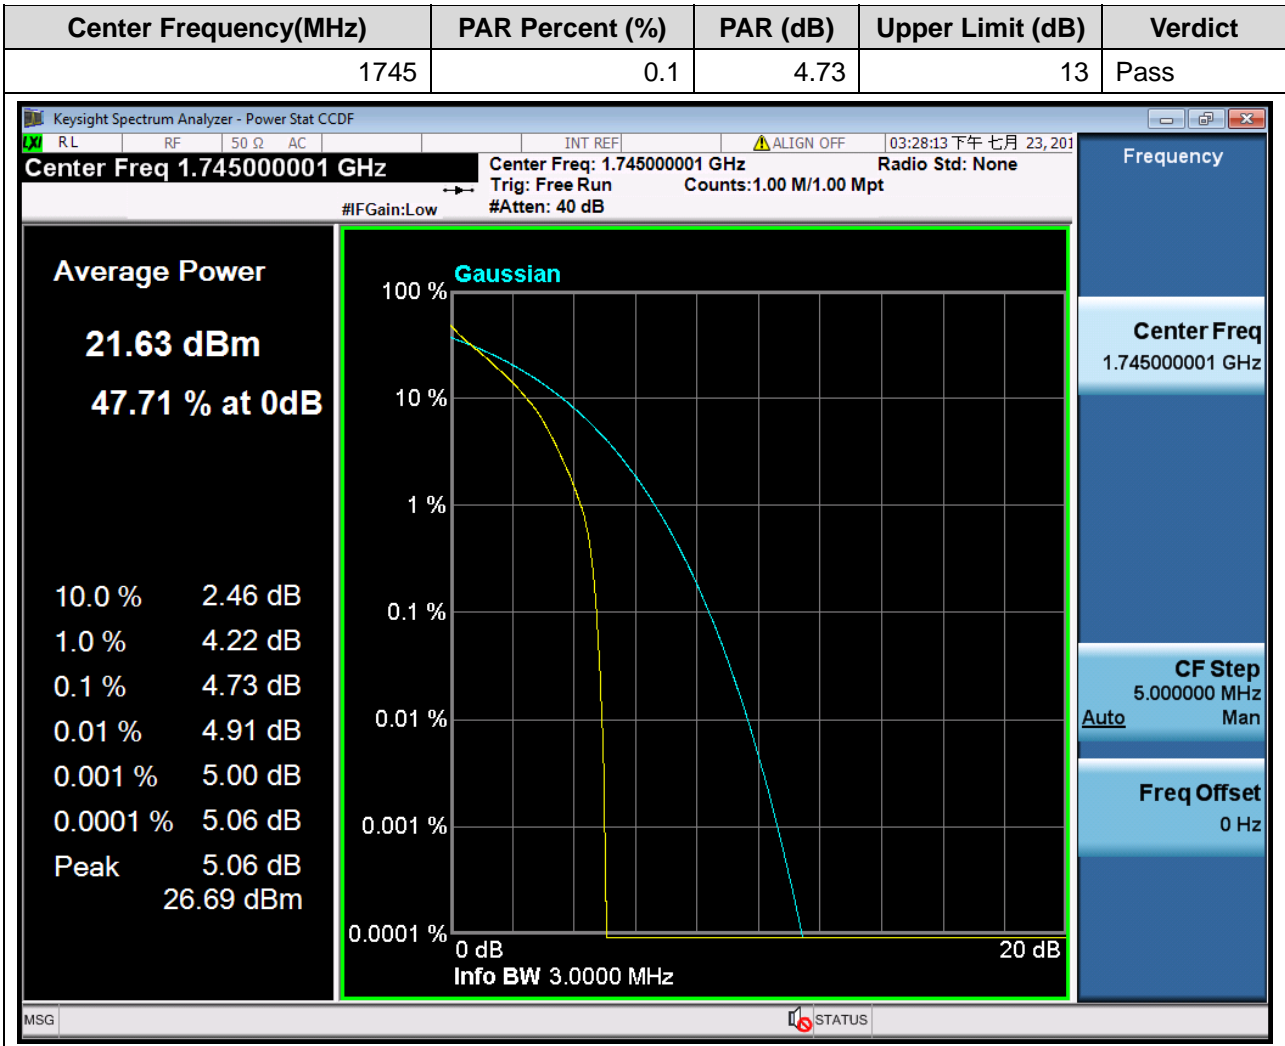 Center Frequency(MHz) PAR Percent (%) PAR (dB) Upper Limit (dB) Verdict
1745 0.1 4.73 13 Pass
Keysight Spectrum Analyzer - Power Stat CCDF
LXI RL RF 50 Ω AC INT REF ALIGN OFF 03:28:13 下午 七月 23, 201
Center Freq 1.745000001 GHz
Center Freq: 1.745000001 GHz Radio Std: None
Trig: Free Run Counts:1.00 M/1.00 Mpt
#IFGain:Low #Atten: 40 dB
Average Power
21.63 dBm
47.71 % at 0dB
10.0 % 2.46 dB
1.0 % 4.22 dB
0.1 % 4.73 dB
0.01 % 4.91 dB
0.001 % 5.00 dB
0.0001 % 5.06 dB
Peak 5.06 dB
26.69 dBm
Gaussian
100 %
10 %
1 %
0.1 %
0.01 %
0.001 %
0.0001 %
0 dB 20 dB
Info BW 3.0000 MHz
Frequency
Center Freq
1.745000001 GHz
CF Step
5.000000 MHz
Auto Man
Freq Offset
0 Hz
MSG STATUS